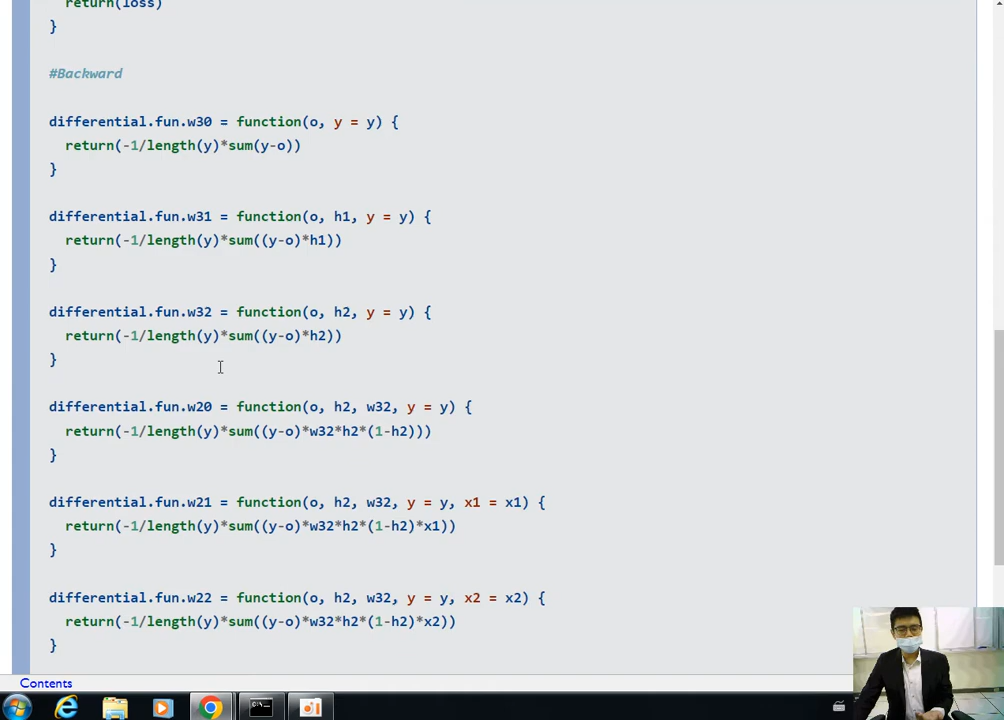 return(loss)
}
#Backward
differential.fun.w30 = function(o, y = y) {
return(-1/length(y)*sum(y-o))
}
differential.fun.w31 = function(o, h1, y = y) {
return(-1/length(y)*sum((y-o)*h1))
}
differential.fun.w32 = function(o, h2, y = y) {
return(-1/length(y)*sum((y-o)*h2))
}
differential.fun.w20 = function(o, h2, w32, y = y) {
return(-1/length(y)*sum((y-o)*w32*h2*(1-h2)))
}
differential.fun.w21 = function(o, h2, w32, y = y, x1 = x1) {
return(-1/length(y)*sum((y-o)*w32*h2*(1-h2)*x1))
}
differential.fun.w22 = function(o, h2, w32, y = y, x2 = x2) {
return(-1/length(y)*sum((y-o)*w32*h2*(1-h2)*x2))
}
Contents